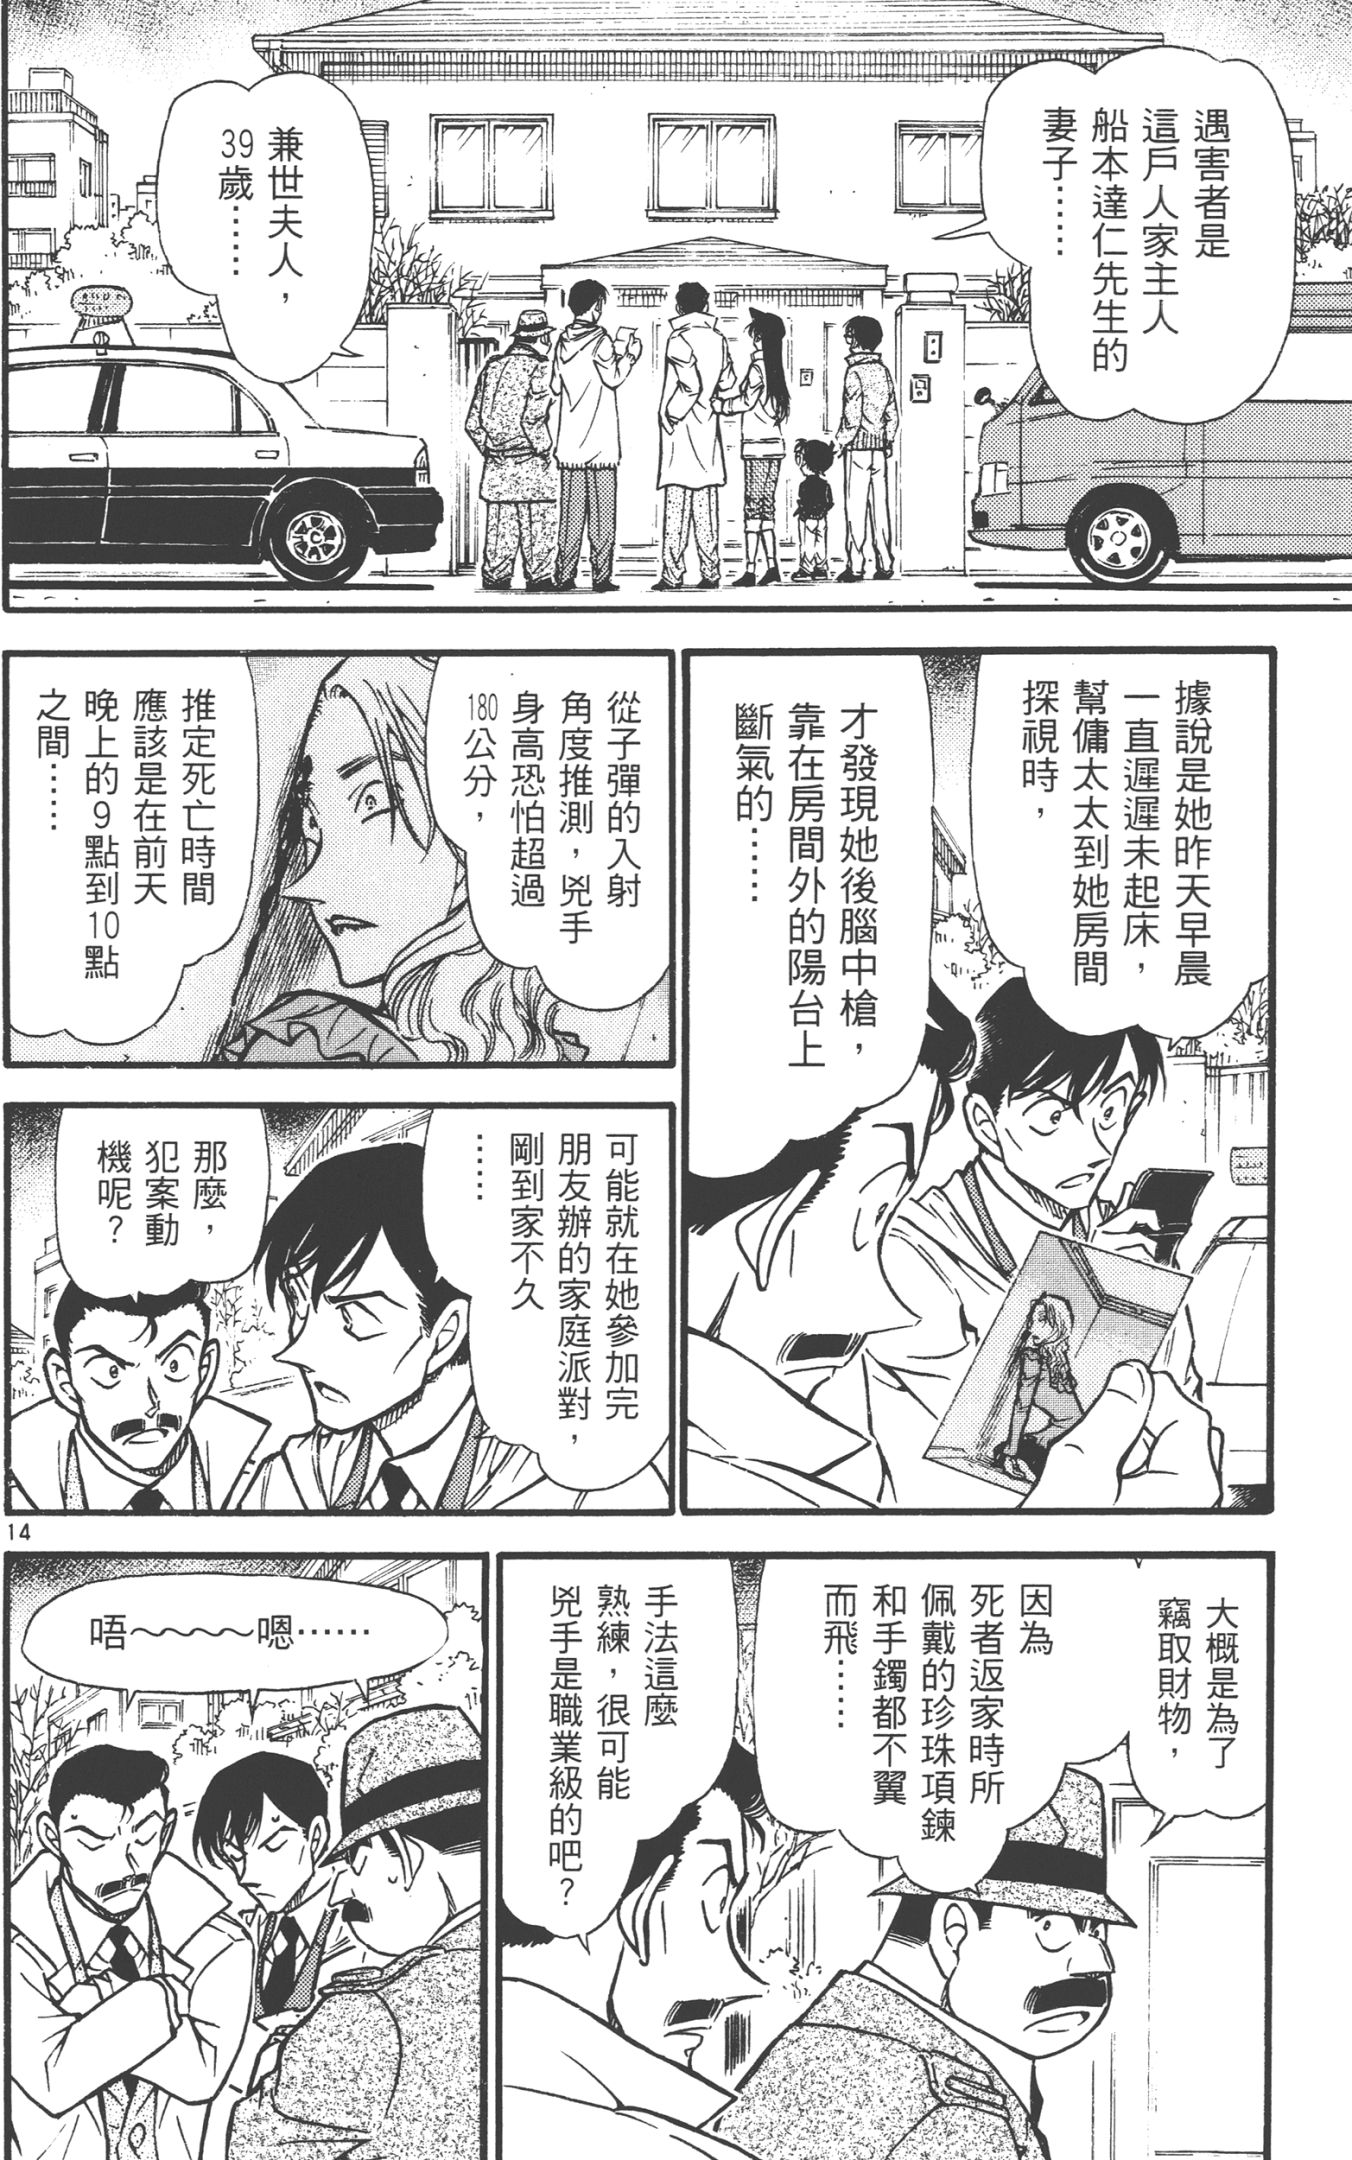 遇害者是
這戶人家主人
船本達仁先生的
妻子……
兼世夫人，
39歲……
據說是她昨天早晨
一直遲遲未起床，
幫傭太太到她房間
探視時，
才發現她後腦中槍，
靠在房間外的陽台上
斷氣的……
從子彈的入射
角度推測，兇手
身高恐怕超過
180公分，
推定死亡時間
應該是在前天
晚上的9點到10點
之間……
可能就在她參加完
朋友辦的家庭派對，
剛到家不久
……
那麼，
犯案動
機呢？
14
大概是為了
竊取財物，
因為
死者返家時所
佩戴的珍珠項鍊
和手鐲都不翼
而飛……
手法這麼
熟練，很可能
兇手是職業級的吧？
唔～～～～嗯……